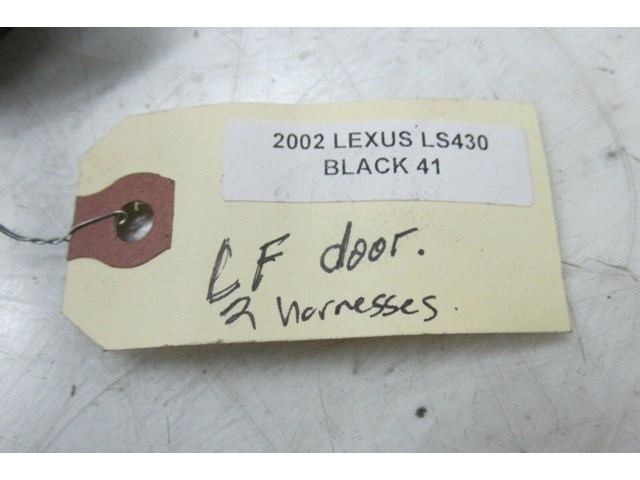 2002 LEXUS LS430
BLACK 41
LF door.
2 harnesses.